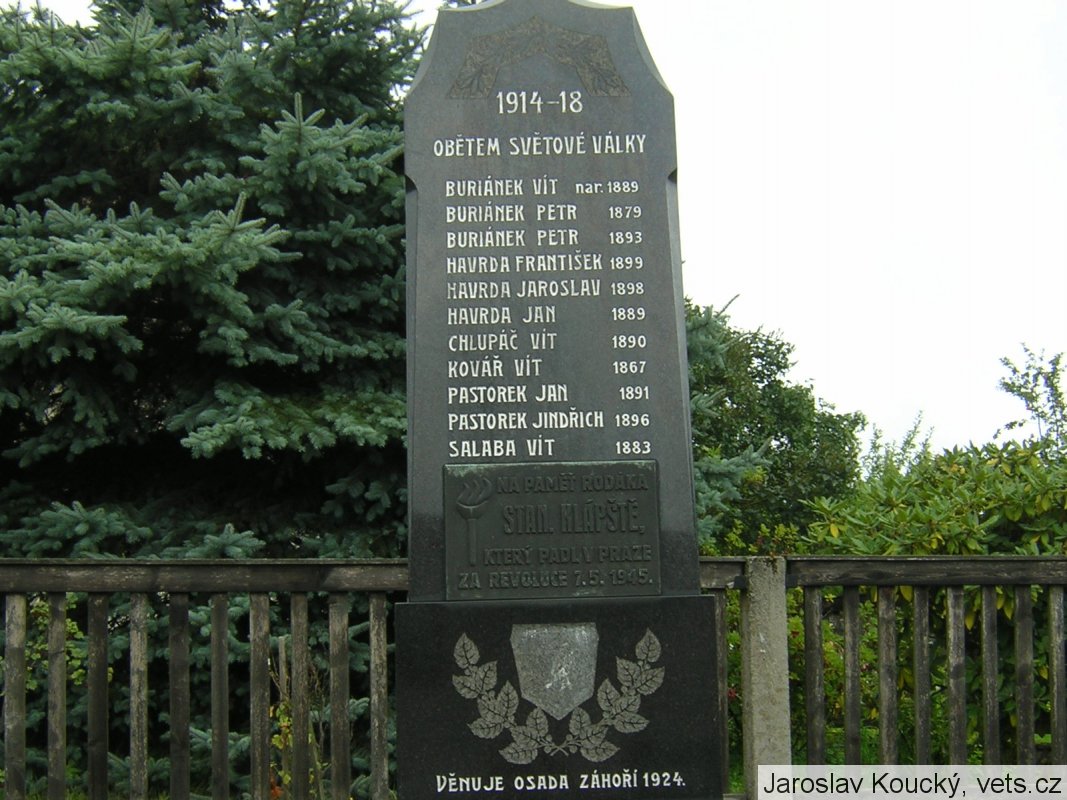 1914-18
OBĚTEM SVĚTOVÉ VÁLKY
BURIÁNEK VÍT nar. 1889
BURIÁNEK PETR 1879
BURIÁNEK PETR 1893
HAVRDA FRANTIŠEK 1899
HAVRDA JAROSLAV 1898
HAVRDA JAN 1889
CHLUPÁČ VÍT 1890
KOVÁŘ VÍT 1867
PASTOREK JAN 1891
PASTOREK JINDŘICH 1896
SALABA VÍT 1883
NA PAMĚŤ RODÁKA
STAN. HLÁPŠTĚ,
KTERÝ PADL V PRAZE
ZA REVOLUCE 7.5. 1945.
VĚNUJE OSADA ZÁHOŘÍ 1924.
Jaroslav Koucký, vets.cz